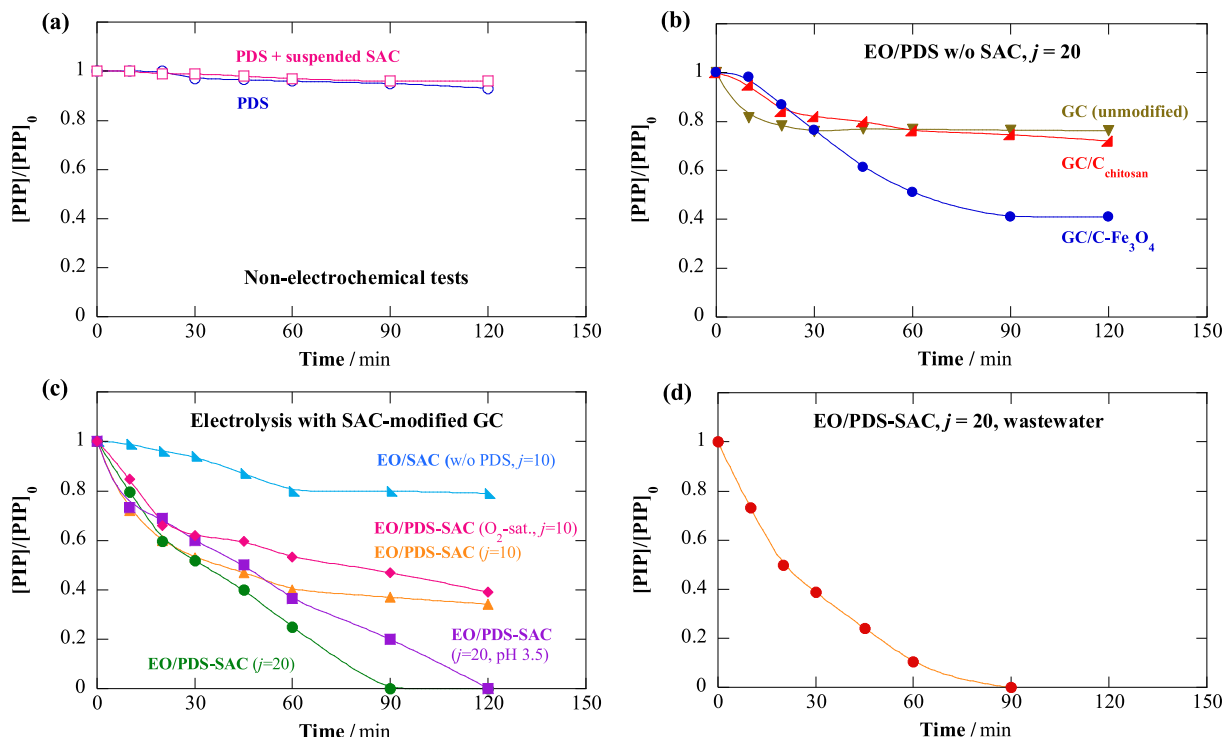 (a)
PDS + suspended SAC
PDS
Non-electrochemical tests
[PIP]/[PIP]₀
1
0.8
0.6
0.4
0.2
0
0 30 60 90 120 150
Time / min
(b)
EO/PDS w/o SAC, j = 20
GC (unmodified)
GC/C_chitosan
GC/C-Fe₃O₄
[PIP]/[PIP]₀
1
0.8
0.6
0.4
0.2
0
0 30 60 90 120 150
Time / min
(c)
Electrolysis with SAC-modified GC
EO/SAC (w/o PDS, j=10)
EO/PDS-SAC (O₂-sat., j=10)
EO/PDS-SAC (j=10)
EO/PDS-SAC
(j=20, pH 3.5)
EO/PDS-SAC (j=20)
[PIP]/[PIP]₀
1
0.8
0.6
0.4
0.2
0
0 30 60 90 120 150
Time / min
(d)
EO/PDS-SAC, j = 20, wastewater
[PIP]/[PIP]₀
1
0.8
0.6
0.4
0.2
0
0 30 60 90 120 150
Time / min